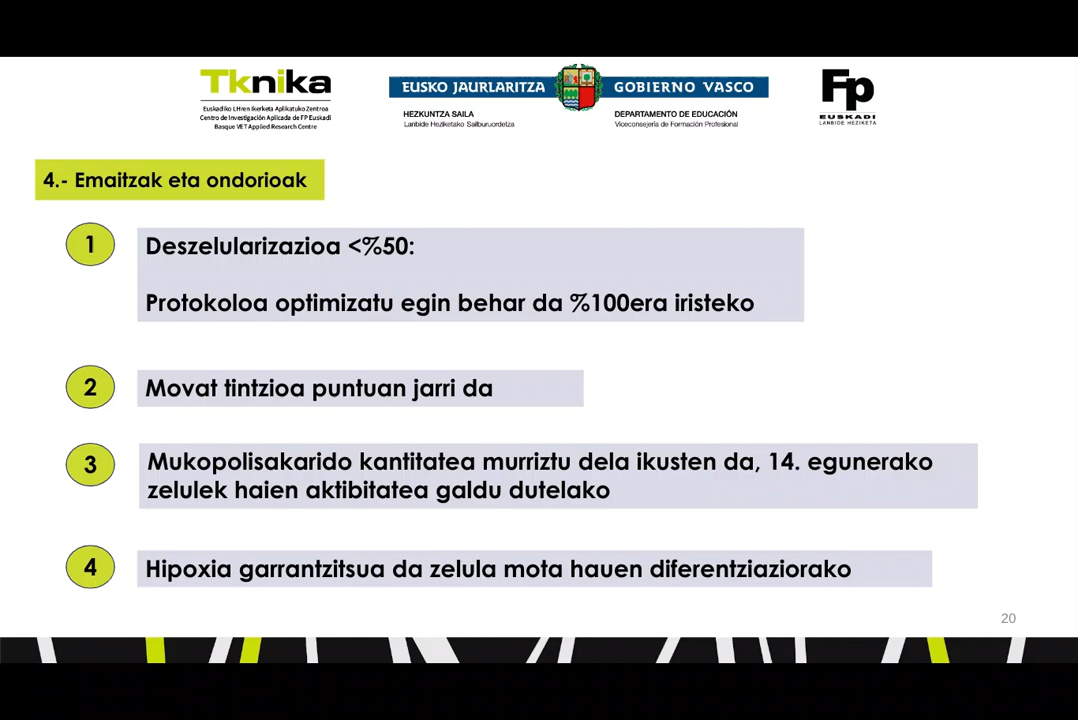 Tknika
Euskadiko LHren Ikerketa Aplikatuko Zentroa
Centro de Investigación Aplicada de FP Euskadi
Basque VET Applied Research Centre
EUSKO JAURLARITZA
GOBIERNO VASCO
HEZKUNTZA SAILA
Lanbide Heziketako Sailburuordetza
DEPARTAMENTO DE EDUCACIÓN
Viceconsejería de Formación Profesional
Fp
EUSKADI
LANBIDE HEZIKETA
4.- Emaitzak eta ondorioak
1
Deszelularizazioa <%50:
Protokoloa optimizatu egin behar da %100era iristeko
2
Movat tintzioa puntuan jarri da
3
Mukopolisakarido kantitatea murriztu dela ikusten da, 14. egunerako
zelulek haien aktibitatea galdu dutelako
4
Hipoxia garrantzitsua da zelula mota hauen diferentziaziorako
20